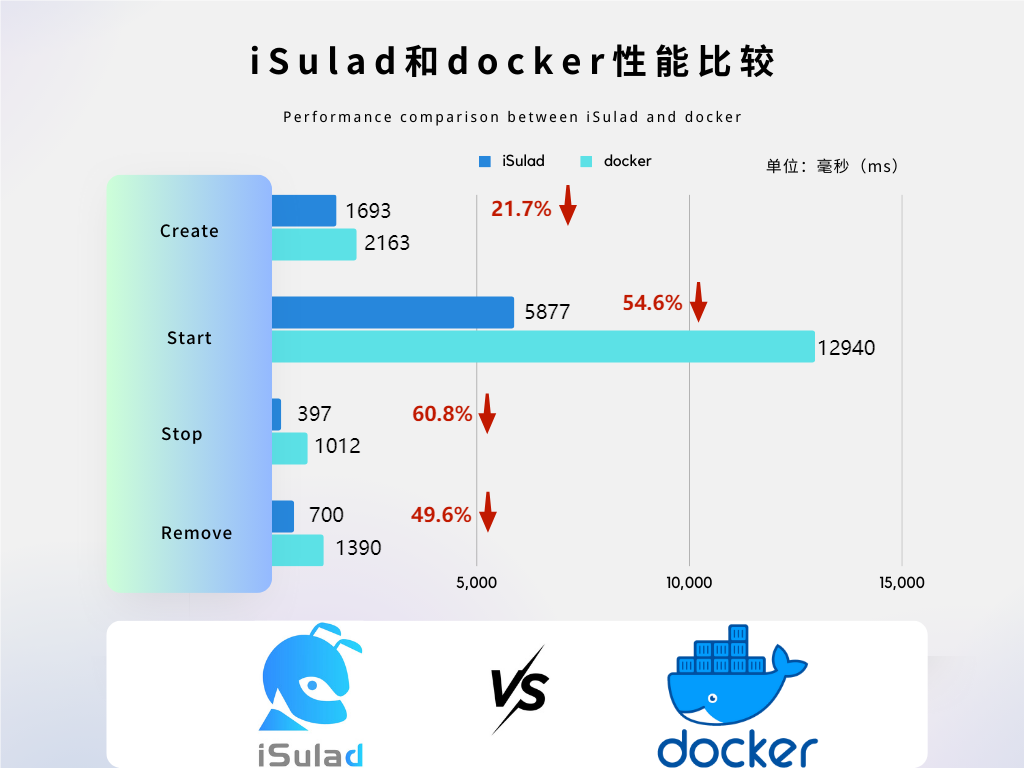 iSulad和docker性能比较
Performance comparison between iSulad and docker
iSulad docker
单位：毫秒（ms）
Create
1693
21.7%
2163
Start
5877
54.6%
12940
Stop
397
60.8%
1012
Remove
700
49.6%
1390
5,000 10,000 15,000
VS
iSulad
docker